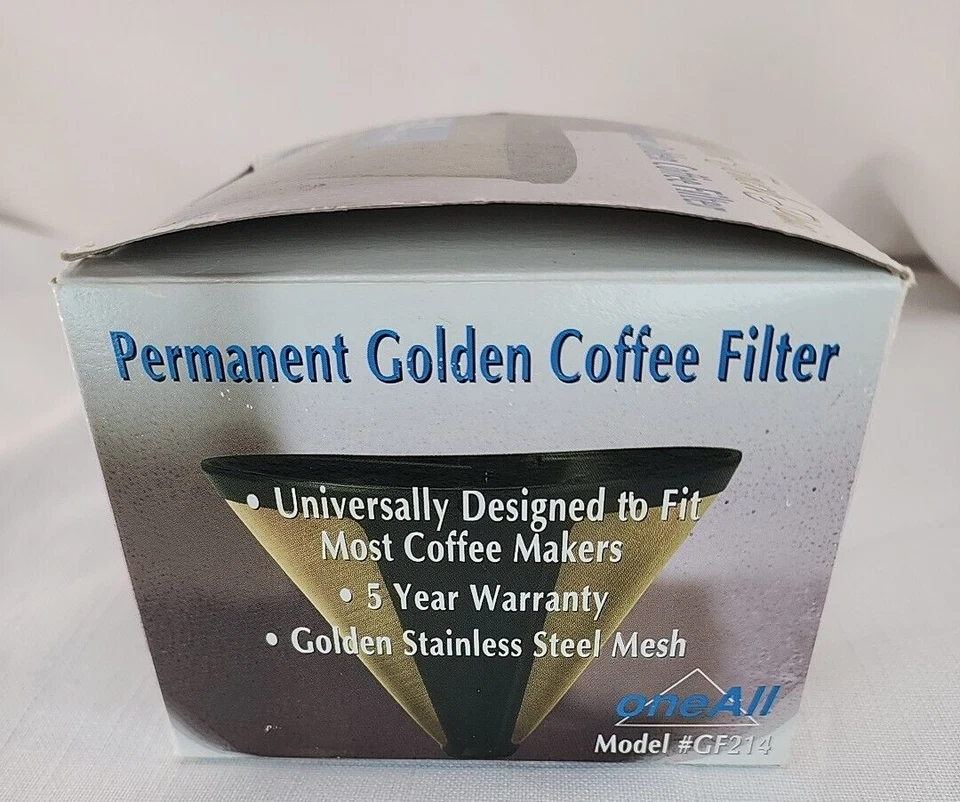 Permanent Golden Coffee Filter
• Universally Designed to Fit
Most Coffee Makers
• 5 Year Warranty
• Golden Stainless Steel Mesh
oneAll
Model #GF214